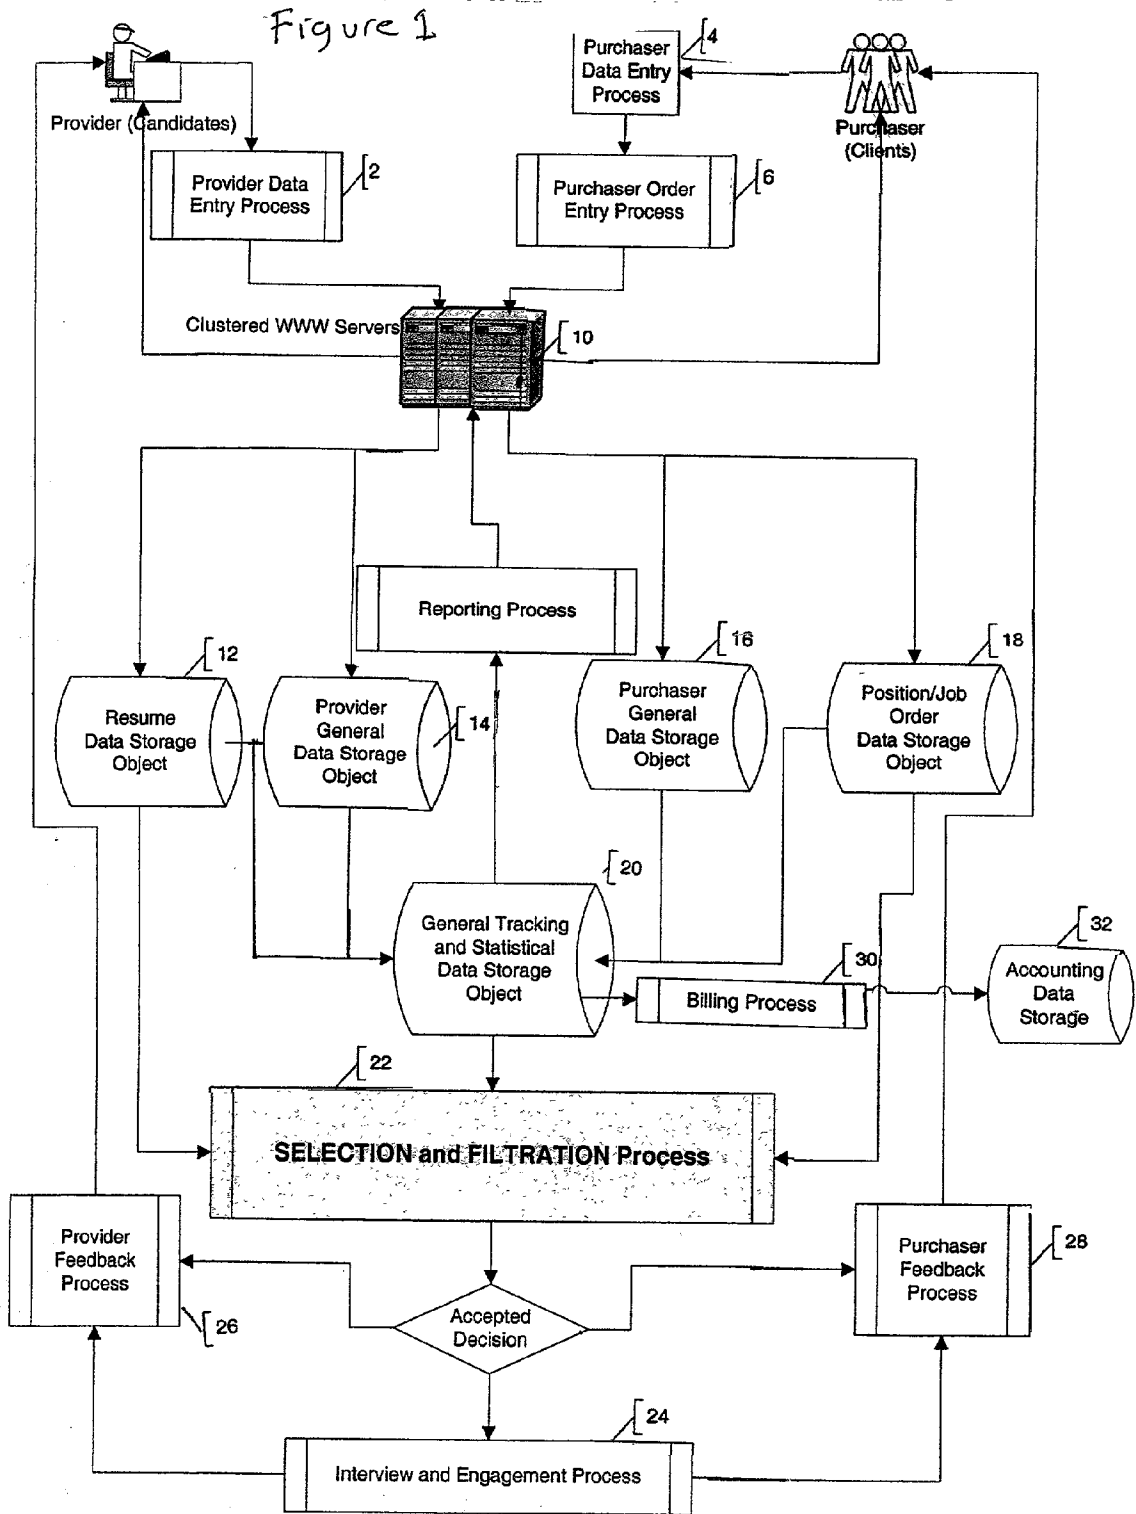 Figure 1
Provider (Candidates)
Purchaser
Data Entry
Process
4
Purchaser
(Clients)
Provider Data
Entry Process
2
Purchaser Order
Entry Process
6
Clustered WWW Servers
10
Reporting Process
12
Resume
Data Storage
Object
Provider
General
Data Storage
Object
14
16
Purchaser
General
Data Storage
Object
18
Position/Job
Order
Data Storage
Object
20
General Tracking
and Statistical
Data Storage
Object
30
Billing Process
32
Accounting
Data
Storage
22
SELECTION and FILTRATION Process
Provider
Feedback
Process
26
Accepted
Decision
Purchaser
Feedback
Process
28
24
Interview and Engagement Process